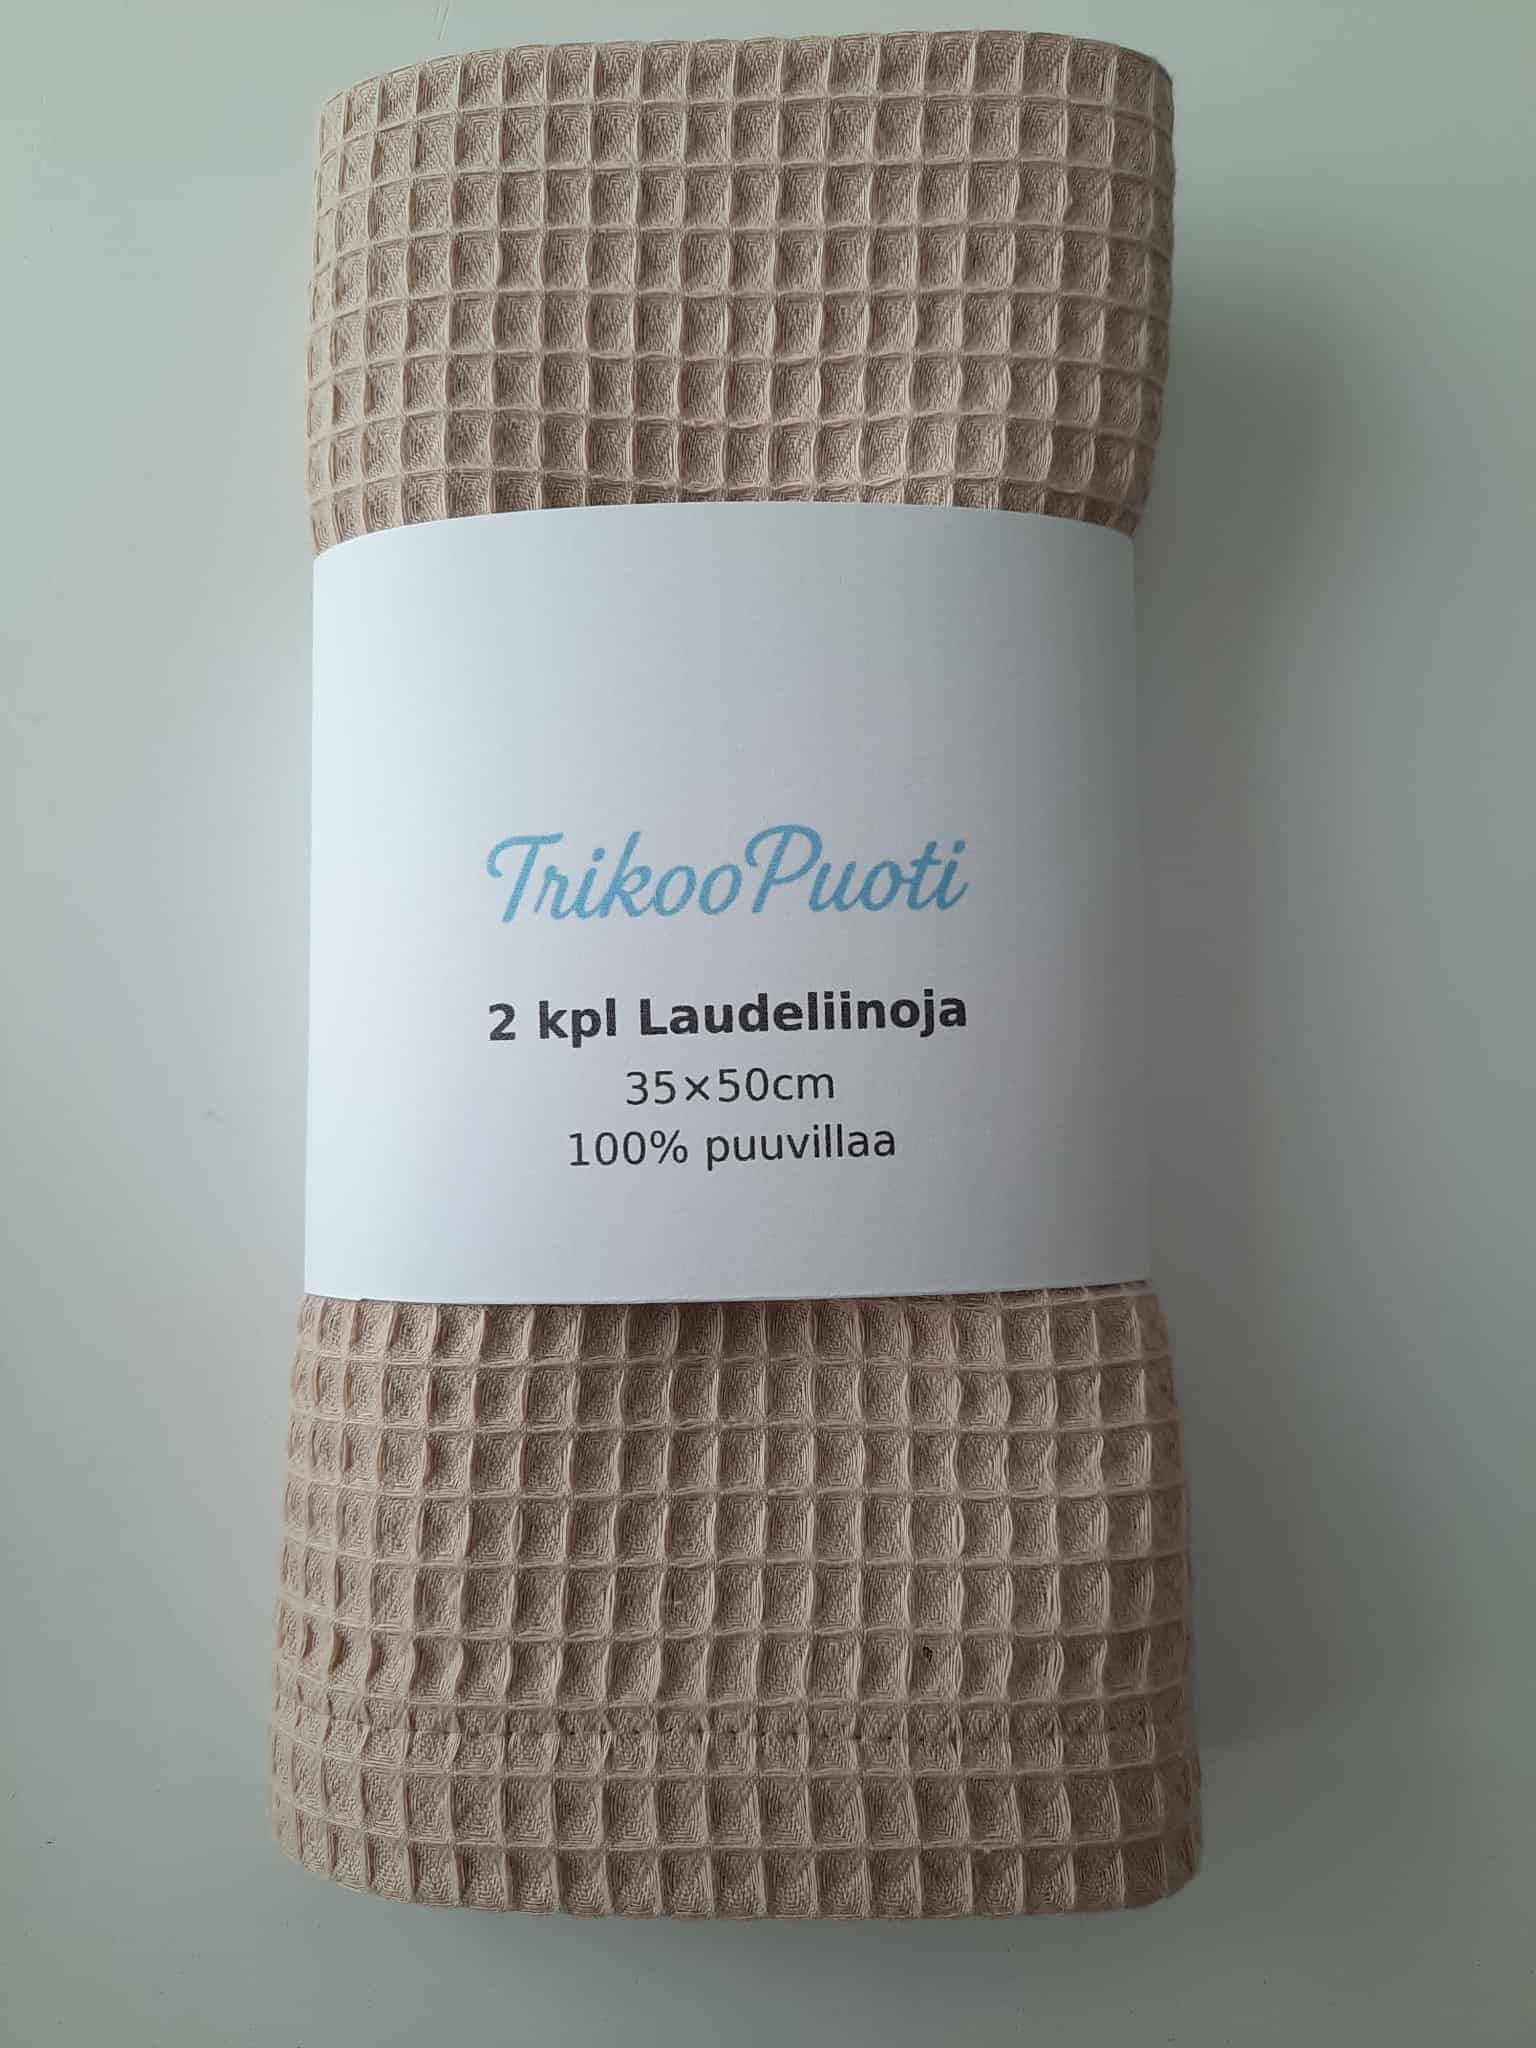 TrikooPuoti
2 kpl Laudeliinoja
35×50cm
100% puuvillaa